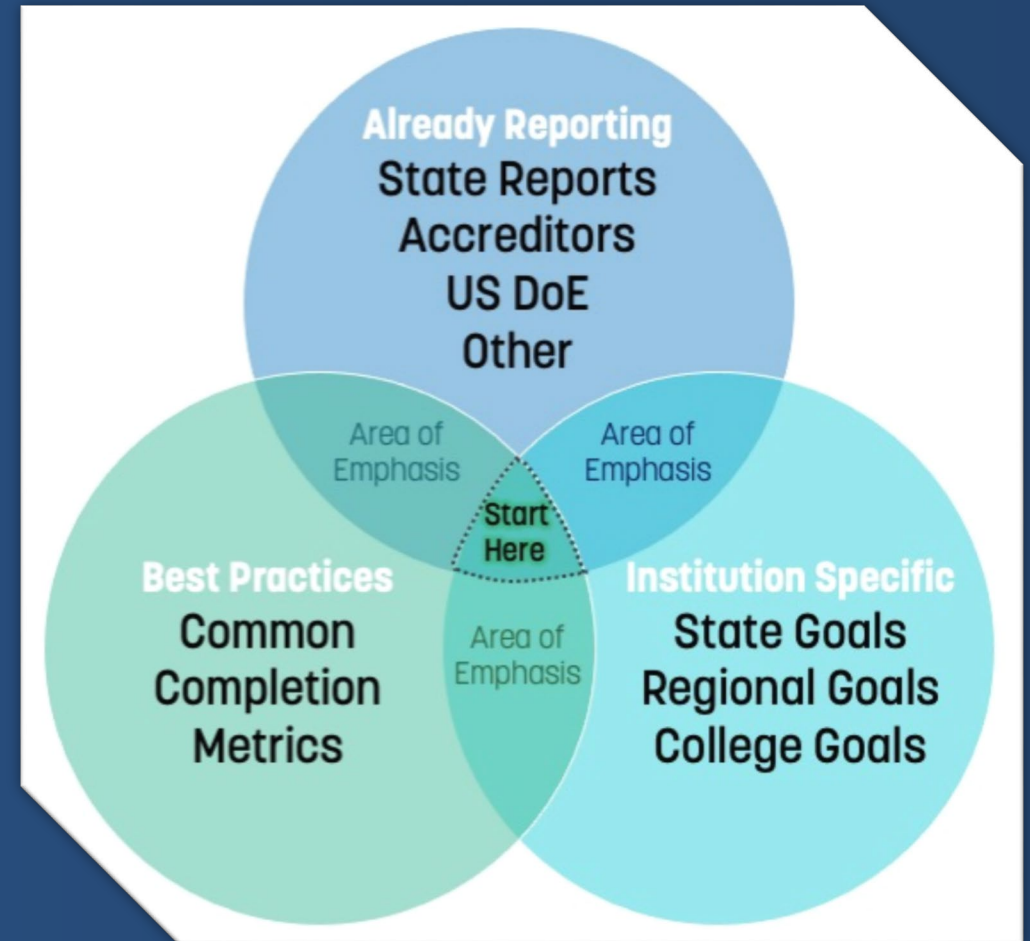 Already Reporting
State Reports
Accreditors
US DoE
Other
Area of
Emphasis
Area of
Emphasis
Start
Here
Best Practices
Common
Completion
Metrics
Area of
Emphasis
Institution Specific
State Goals
Regional Goals
College Goals